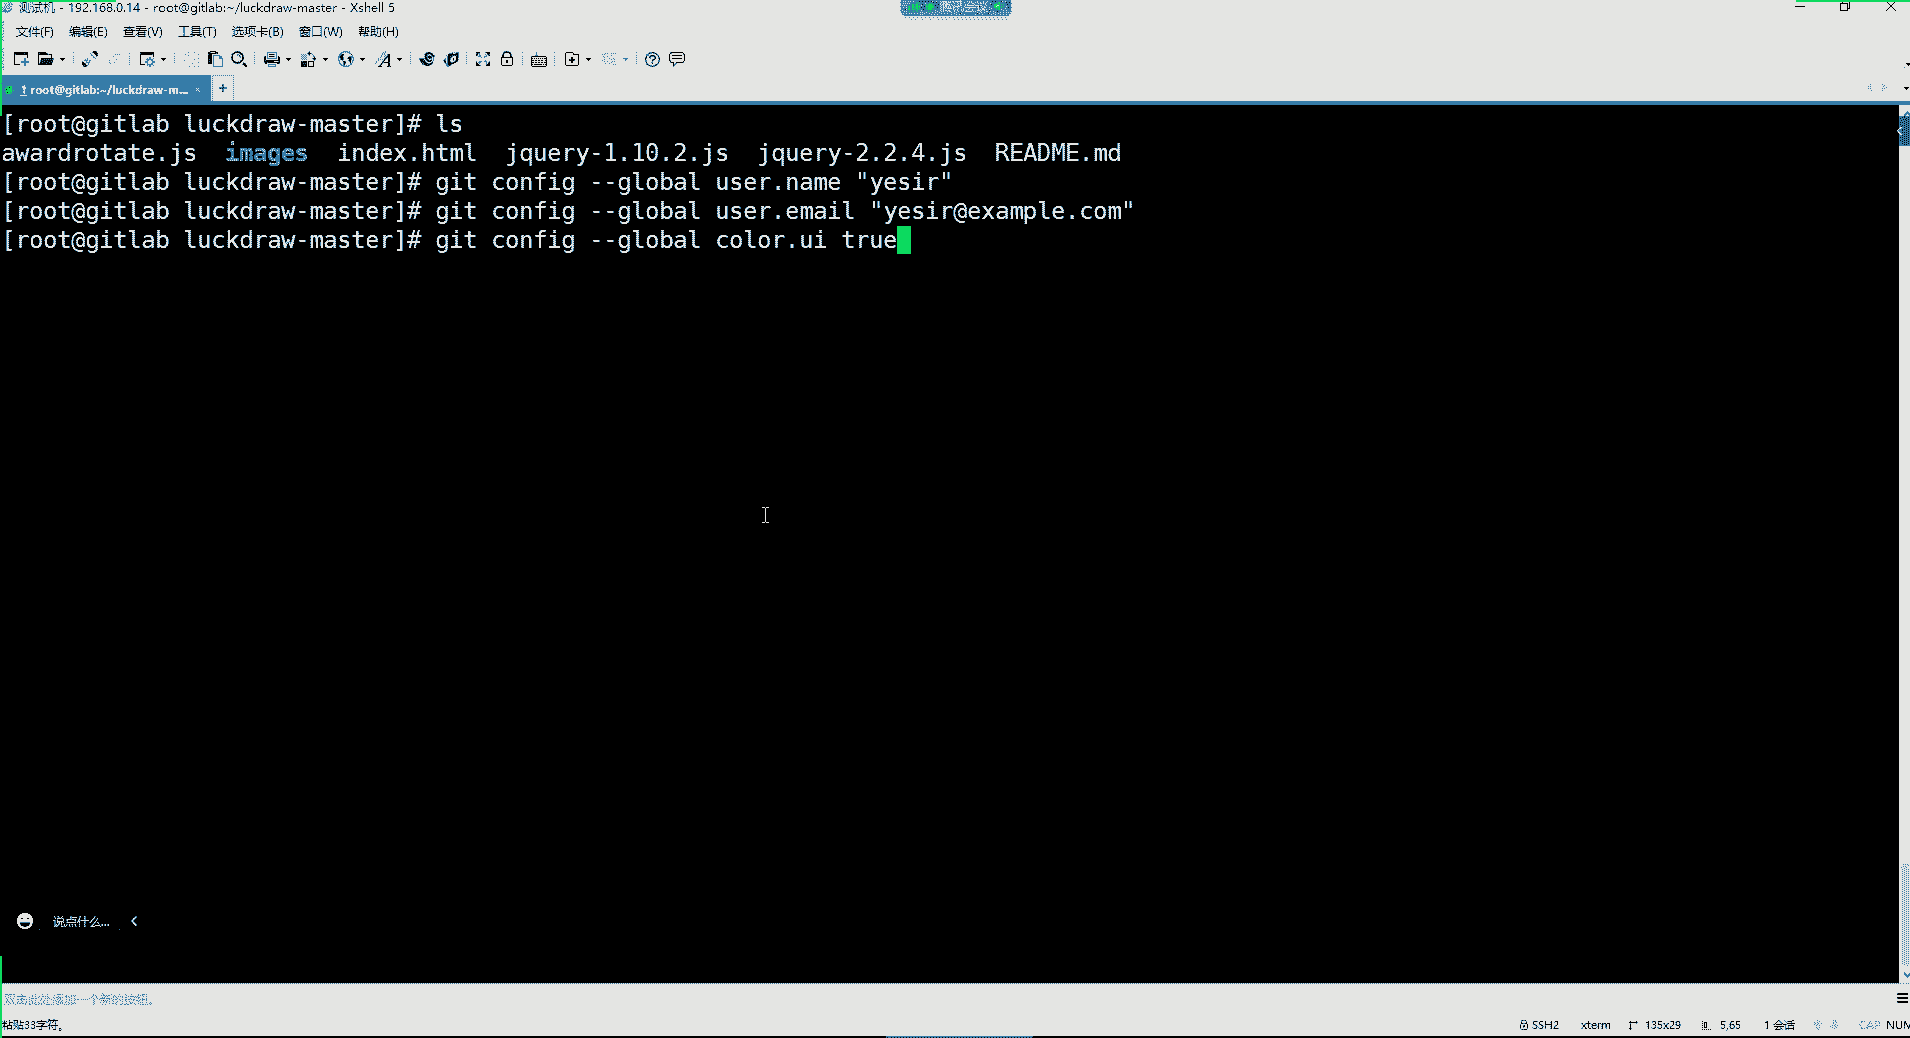 测试机 - 192.168.0.14 - root@gitlab:~/luckdraw-master - Xshell 5
腾讯会议
文件(F) 编辑(E) 查看(V) 工具(T) 选项卡(B) 窗口(W) 帮助(H)
root@gitlab:~/luckdraw-m... × +
[root@gitlab luckdraw-master]# ls
awardrotate.js images index.html jquery-1.10.2.js jquery-2.2.4.js README.md
[root@gitlab luckdraw-master]# git config --global user.name "yesir"
[root@gitlab luckdraw-master]# git config --global user.email "yesir@example.com"
[root@gitlab luckdraw-master]# git config --global color.ui true
说点什么...
双击此处添加一个新的按钮。
粘贴33字符。 SSH2 xterm 135x29 5,65 1 会话 CAP NUM